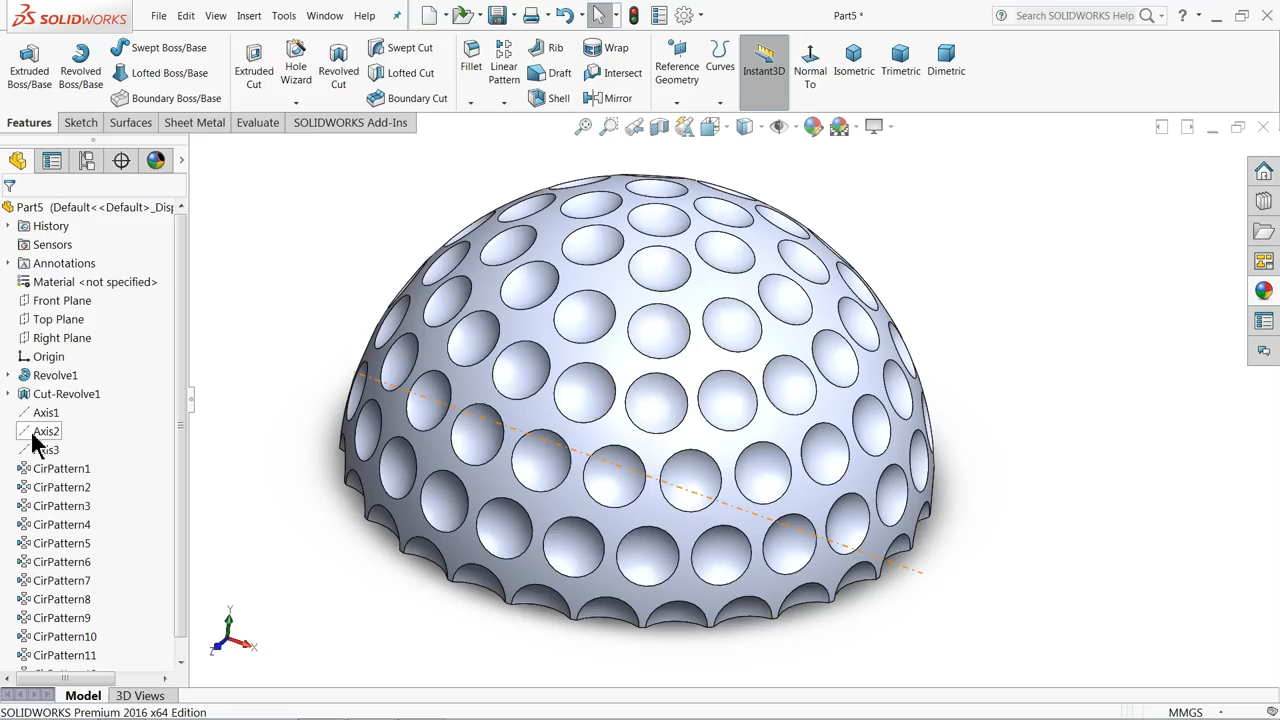 SOLIDWORKS File Edit View Insert Tools Window Help Part5 * Search SOLIDWORKS Help ?
Extruded Boss/Base
Revolved Boss/Base
Swept Boss/Base
Lofted Boss/Base
Boundary Boss/Base
Extruded Cut
Hole Wizard
Revolved Cut
Swept Cut
Lofted Cut
Boundary Cut
Fillet
Linear Pattern
Rib
Draft
Shell
Wrap
Intersect
Mirror
Reference Geometry
Curves
Instant3D
Normal To
Isometric
Trimetric
Dimetric
Features Sketch Surfaces Sheet Metal Evaluate SOLIDWORKS Add-Ins
Part5 (Default<<Default>_Disp
History
Sensors
Annotations
Material <not specified>
Front Plane
Top Plane
Right Plane
Origin
Revolve1
Cut-Revolve1
Axis1
Axis2
CirPattern1
CirPattern2
CirPattern3
CirPattern4
CirPattern5
CirPattern6
CirPattern7
CirPattern8
CirPattern9
CirPattern10
CirPattern11
Y
X
Z
Model 3D Views
SOLIDWORKS Premium 2016 x64 Edition MMGS